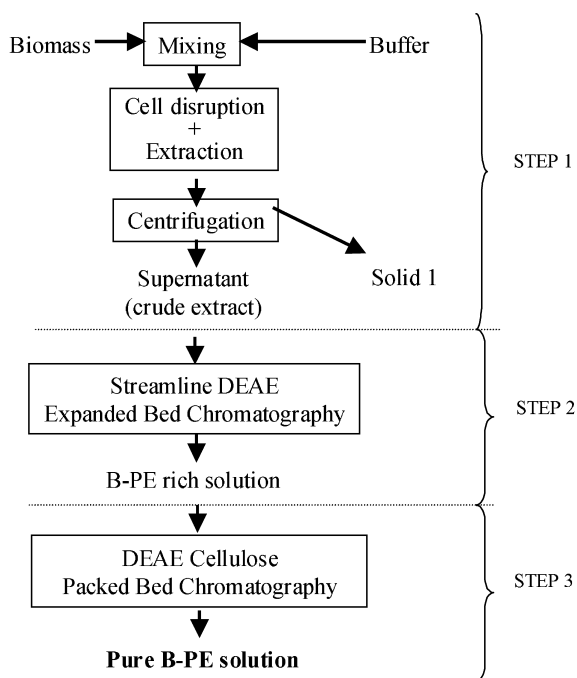 Biomass
Mixing
Buffer
Cell disruption
+
Extraction
STEP 1
Centrifugation
Supernatant
(crude extract)
Solid 1
Streamline DEAE
Expanded Bed Chromatography
STEP 2
B-PE rich solution
DEAE Cellulose
Packed Bed Chromatography
STEP 3
Pure B-PE solution